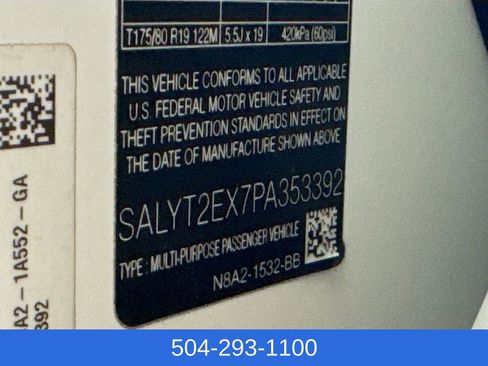 T175/80 R19 122M 5.5J x 19 420kPa (60psi)
THIS VEHICLE CONFORMS TO ALL APPLICABLE
U.S. FEDERAL MOTOR VEHICLE SAFETY AND
THEFT PREVENTION STANDARDS IN EFFECT ON
THE DATE OF MANUFACTURE SHOWN ABOVE
SALYT2EX7PA353392
TYPE : MULTI-PURPOSE PASSENGER VEHICLE
N8A2-1532-BB
A2-1A552-GA
392
504-293-1100